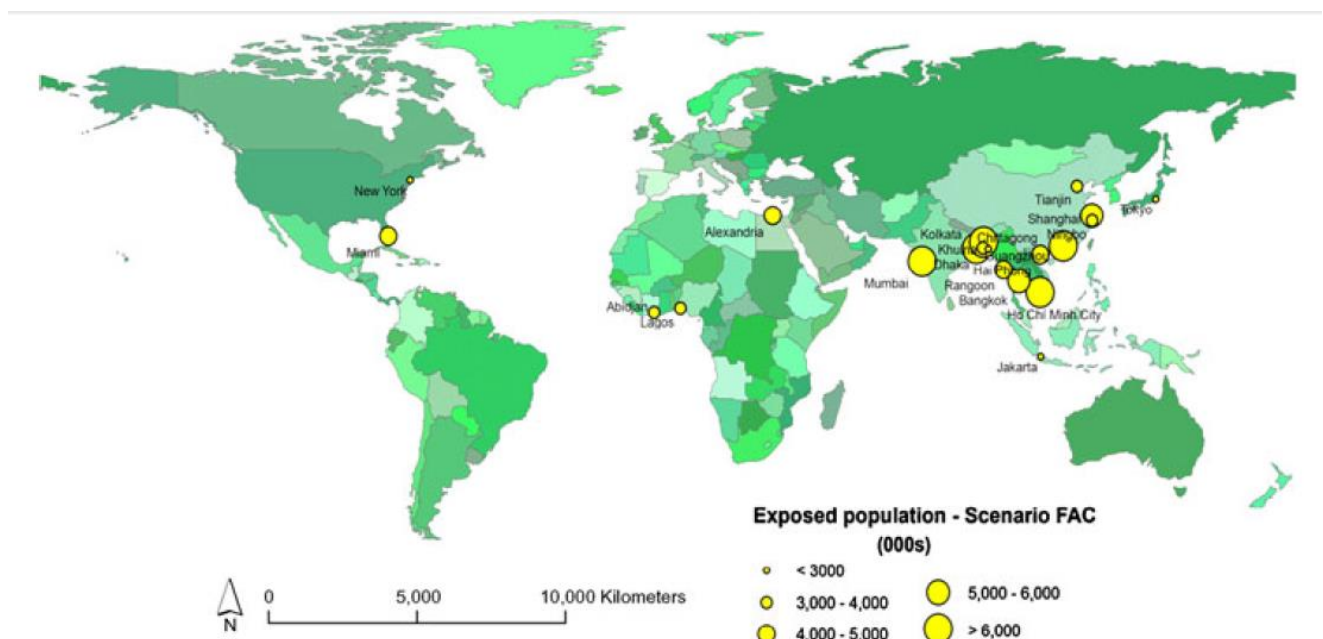 New York
Miami
Alexandria
Abidjan
Lagos
Tianjin
Tokyo
Shanghai
Kolkata
Chittagong
Ningbo
Khulna
Guangzhou
Dhaka
Hai Phong
Mumbai
Rangoon
Bangkok
Ho Chi Minh City
Jakarta
Exposed population - Scenario FAC
(000s)
< 3000
3,000 - 4,000
4,000 - 5,000
5,000 - 6,000
> 6,000
0 5,000 10,000 Kilometers
N